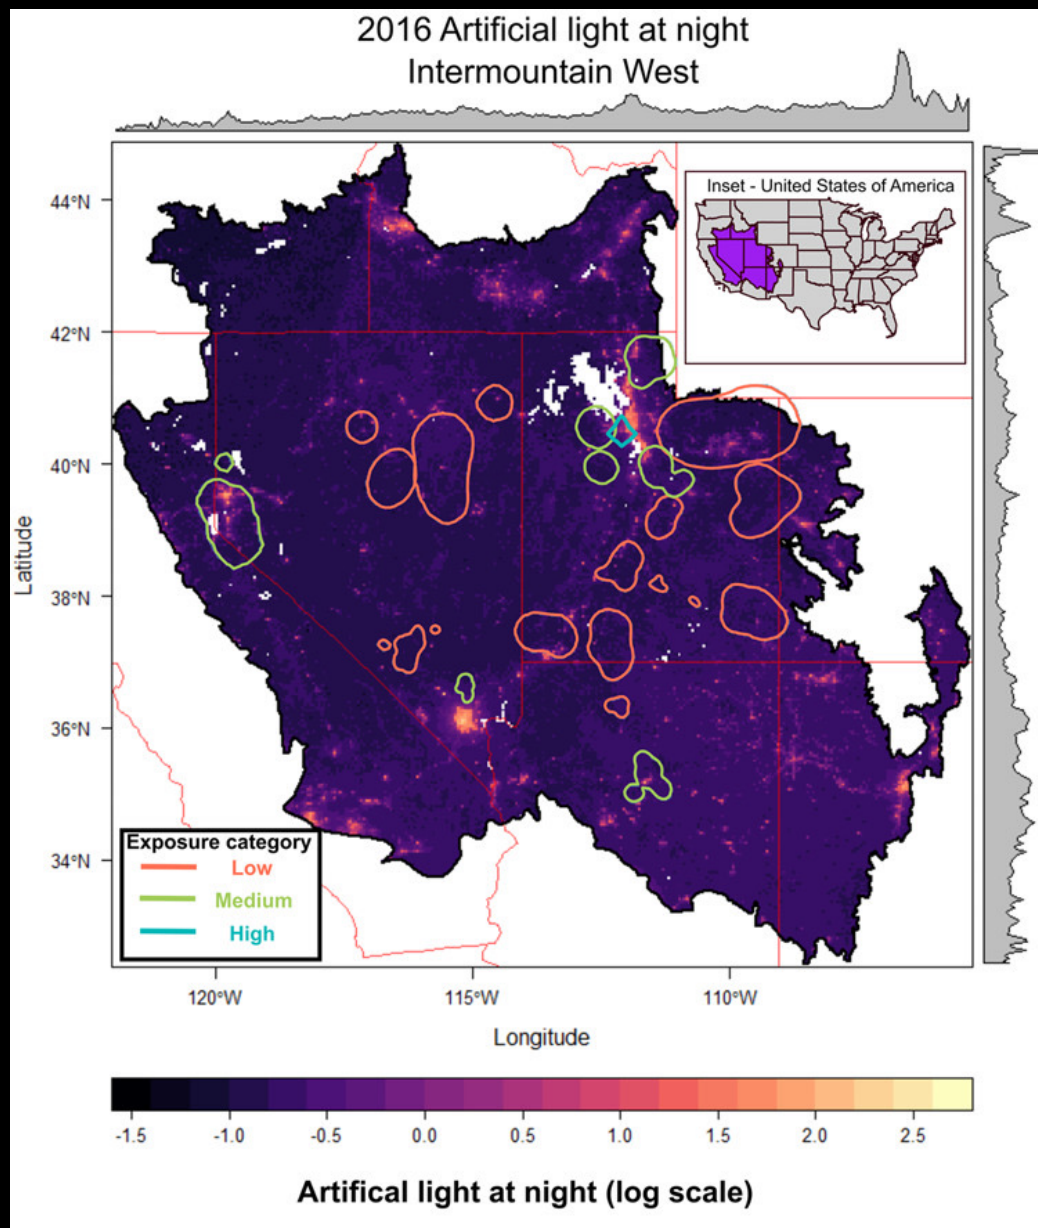 2016 Artificial light at night
Intermountain West
Inset - United States of America
44°N
42°N
40°N
38°N
36°N
34°N
Latitude
Exposure category
Low
Medium
High
120°W 115°W 110°W
Longitude
-1.5 -1.0 -0.5 0.0 0.5 1.0 1.5 2.0 2.5
Artifical light at night (log scale)